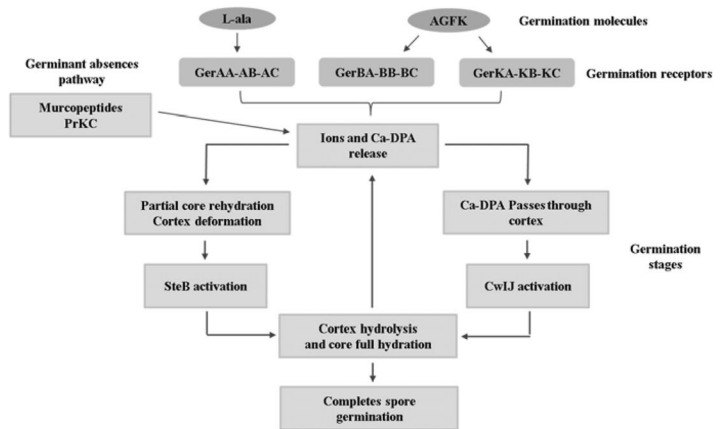 L-ala
AGFK
Germination molecules
Germinant absences
pathway
GerAA-AB-AC
GerBA-BB-BC
GerKA-KB-KC
Germination receptors
Murcopeptides
PrKC
Ions and Ca-DPA
release
Partial core rehydration
Cortex deformation
Ca-DPA Passes through
cortex
Germination
stages
SteB activation
CwIJ activation
Cortex hydrolysis
and core full hydration
Completes spore
germination